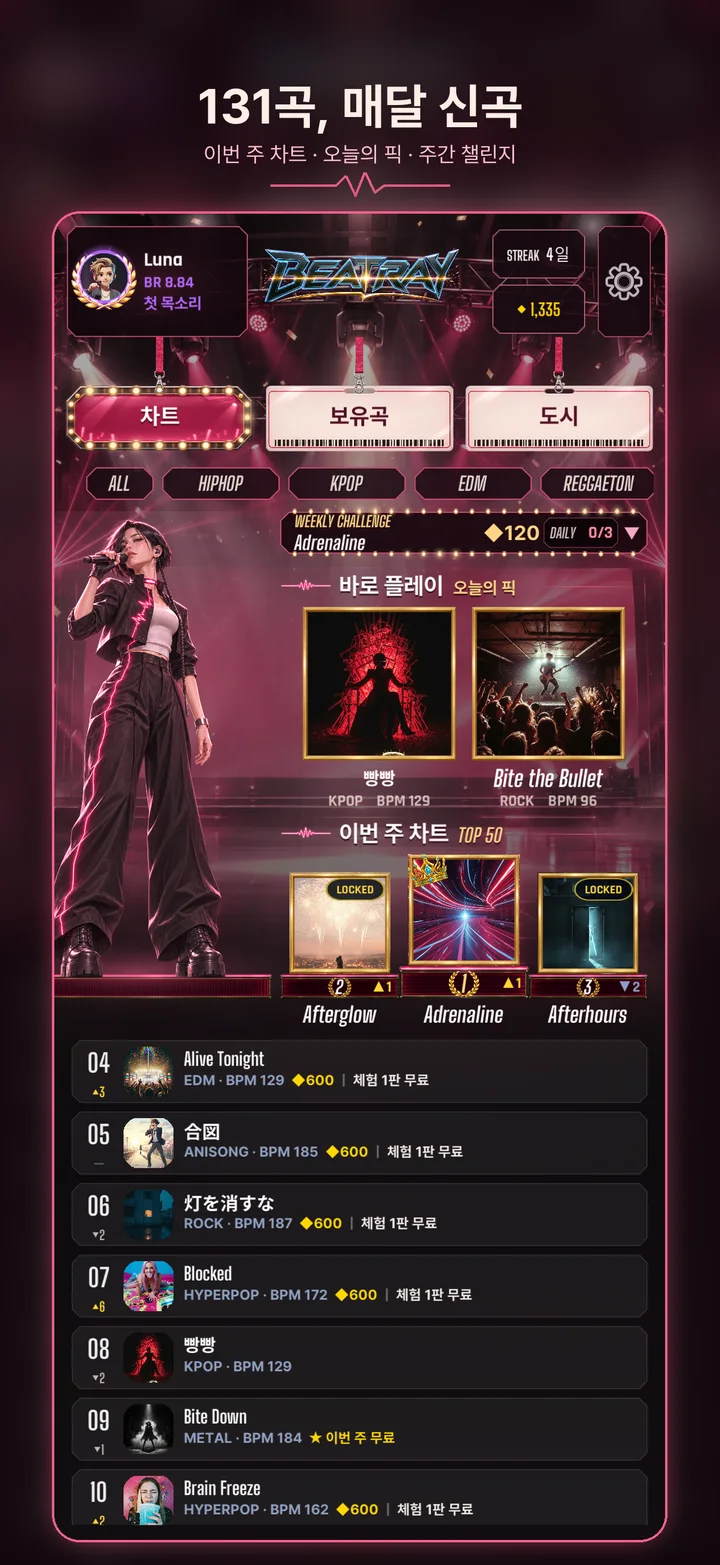 131곡, 매달 신곡
이번 주 차트 · 오늘의 픽 · 주간 챌린지
Luna
BR 8.84
첫 목소리
BEATRAY
STREAK 4일
◆ 1,335
차트
보유곡
도시
ALL
HIPHOP
KPOP
EDM
REGGAETON
WEEKLY CHALLENGE
Adrenaline
◆120
DAILY 0/3 ▼
바로 플레이 오늘의 픽
빵빵
KPOP BPM 129
Bite the Bullet
ROCK BPM 96
이번 주 차트 TOP 50
LOCKED
LOCKED
2 ▲1
1 ▲1
3 ▼2
Afterglow
Adrenaline
Afterhours
04 Alive Tonight
▲3 EDM · BPM 129 ◆600 | 체험 1판 무료
05 合図
— ANISONG · BPM 185 ◆600 | 체험 1판 무료
06 灯を消すな
▼2 ROCK · BPM 187 ◆600 | 체험 1판 무료
07 Blocked
▲6 HYPERPOP · BPM 172 ◆600 | 체험 1판 무료
08 빵빵
▼2 KPOP · BPM 129
09 Bite Down
▼1 METAL · BPM 184 ★ 이번 주 무료
10 Brain Freeze
▲2 HYPERPOP · BPM 162 ◆600 | 체험 1판 무료